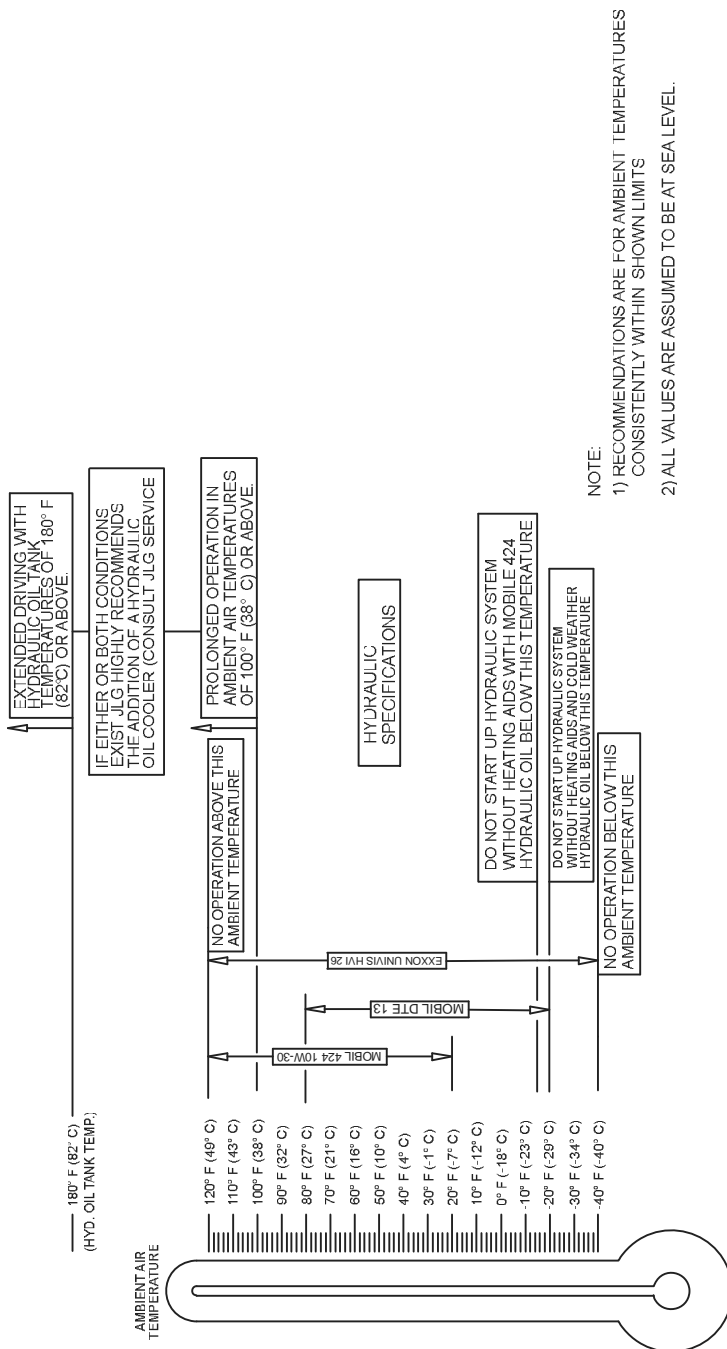 EXTENDED DRIVING WITH
HYDRAULIC OIL TANK
TEMPERATURES OF 180° F
(82°C) OR ABOVE.
IF EITHER OR BOTH CONDITIONS
EXIST JLG HIGHLY RECOMMENDS
THE ADDITION OF A HYDRAULIC
OIL COOLER (CONSULT JLG SERVICE
PROLONGED OPERATION IN
AMBIENT AIR TEMPERATURES
OF 100° F (38° C) OR ABOVE.
180° F (82° C)
(HYD. OIL TANK TEMP.)
NO OPERATION ABOVE THIS
AMBIENT TEMPERATURE
HYDRAULIC
SPECIFICATIONS
DO NOT START UP HYDRAULIC SYSTEM
WITHOUT HEATING AIDS WITH MOBILE 424
HYDRAULIC OIL BELOW THIS TEMPERATURE
DO NOT START UP HYDRAULIC SYSTEM
WITHOUT HEATING AIDS AND COLD WEATHER
HYDRAULIC OIL BELOW THIS TEMPERATURE
NO OPERATION BELOW THIS
AMBIENT TEMPERATURE
EXXON UNIVIS HVI 26
MOBIL DTE 13
MOBIL 424 10W-30
AMBIENT AIR
TEMPERATURE
120° F (49° C)
110° F (43° C)
100° F (38° C)
90° F (32° C)
80° F (27° C)
70° F (21° C)
60° F (16° C)
50° F (10° C)
40° F (4° C)
30° F (-1° C)
20° F (-7° C)
10° F (-12° C)
0° F (-18° C)
-10° F (-23° C)
-20° F (-29° C)
-30° F (-34° C)
-40° F (-40° C)
NOTE:
1) RECOMMENDATIONS ARE FOR AMBIENT TEMPERATURES
CONSISTENTLY WITHIN SHOWN LIMITS
2) ALL VALUES ARE ASSUMED TO BE AT SEA LEVEL.